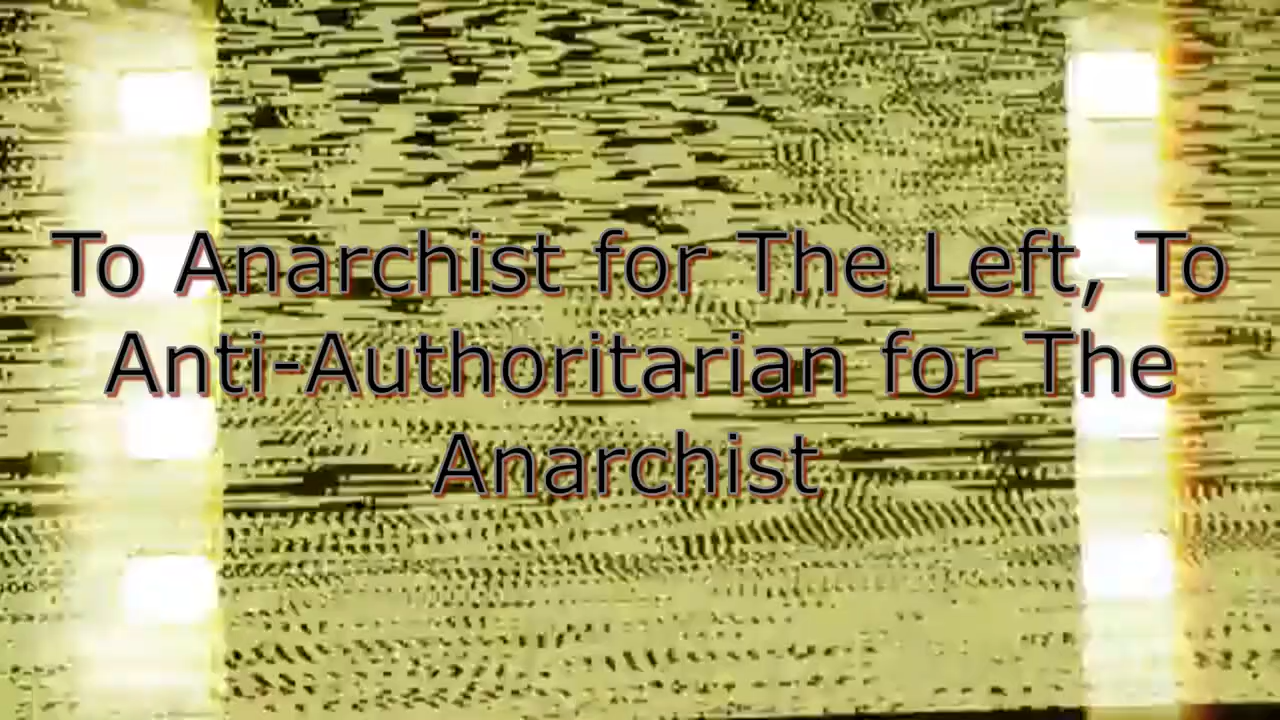 To Anarchist for The Left, To
Anti-Authoritarian for The
Anarchist